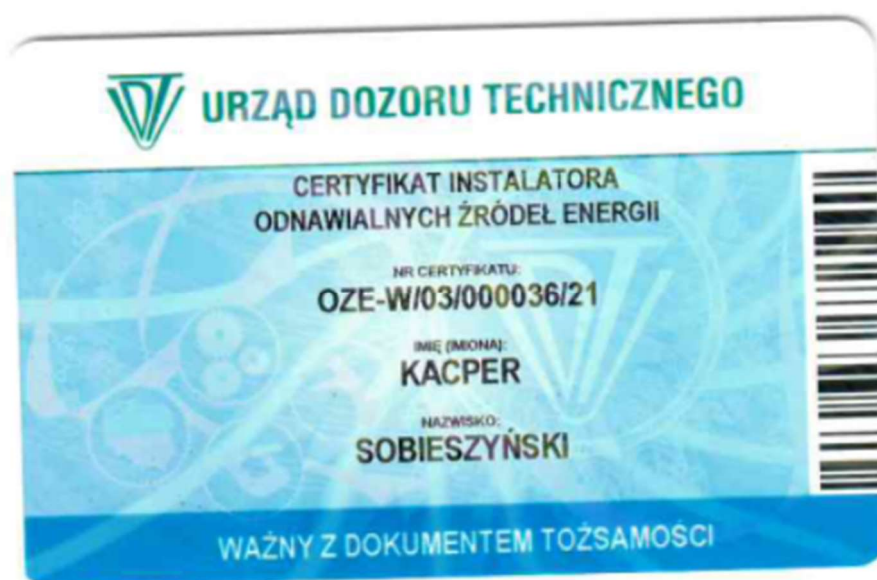 URZĄD DOZORU TECHNICZNEGO
CERTYFIKAT INSTALATORA
ODNAWIALNYCH ŹRÓDEŁ ENERGII
NR CERTYFIKATU:
OZE-W/03/000036/21
IMIĘ (IMIONA):
KACPER
NAZWISKO:
SOBIESZYŃSKI
WAŻNY Z DOKUMENTEM TOŻSAMOŚCI